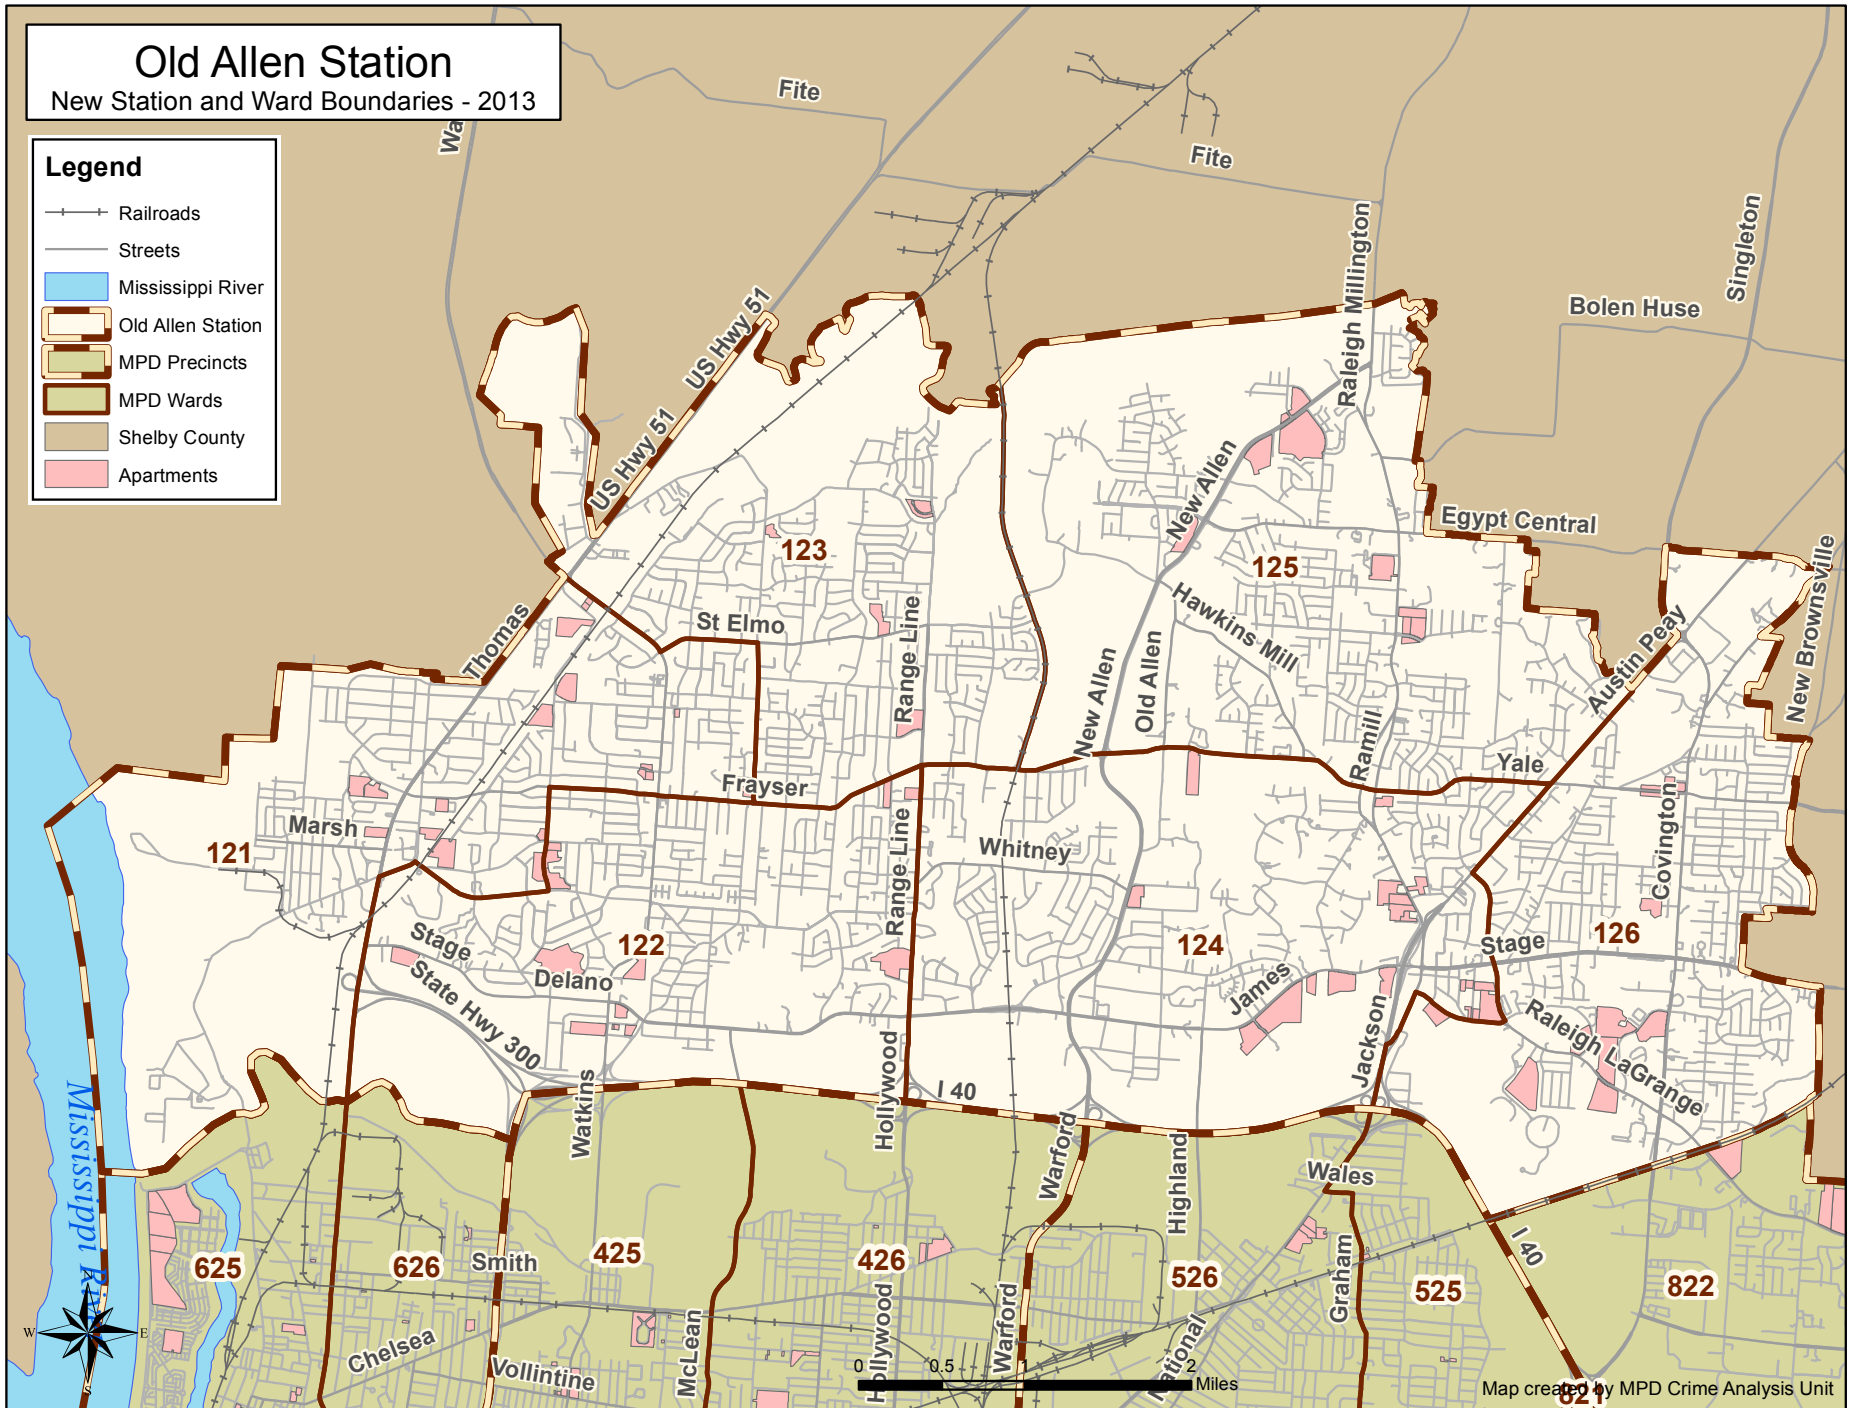 Old Allen Station
New Station and Ward Boundaries - 2013
Legend
Railroads
Streets
Mississippi River
Old Allen Station
MPD Precincts
MPD Wards
Shelby County
Apartments
Fite
Wa
Fite
Raleigh Millington
Singleton
Bolen Huse
US Hwy 51
US Hwy 51
New Allen
Egypt Central
New Brownsville
123
125
St Elmo
Range Line
Hawkins Mill
Thomas
New Allen
Old Allen
Austin Peay
Ramill
Yale
Frayser
Marsh
121
Range Line
Whitney
Covington
Stage
122
124
Stage
126
Delano
State Hwy 300
James
Jackson
Raleigh LaGrange
Watkins
Hollywood
I 40
Warford
Highland
Wales
Mississippi River
625
626
Smith
425
426
526
Graham
525
I 40
822
Chelsea
Vollintine
McLean
Hollywood
Warford
National
W
E
S
0
0.5
1
2
Miles
821
Map created by MPD Crime Analysis Unit